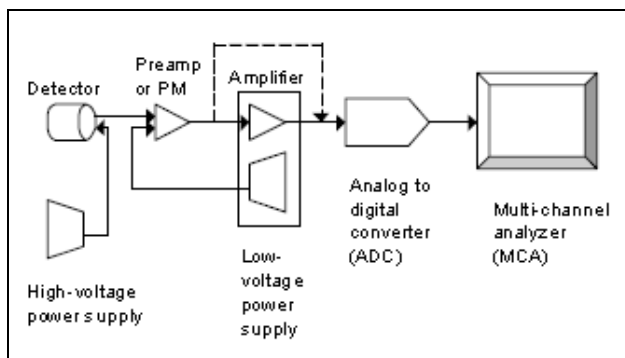 Preamp
or PM
Detector
Amplifier
Analog to
digital
converter
(ADC)
Multi-channel
analyzer
(MCA)
High-voltage
power supply
Low-
voltage
power
supply